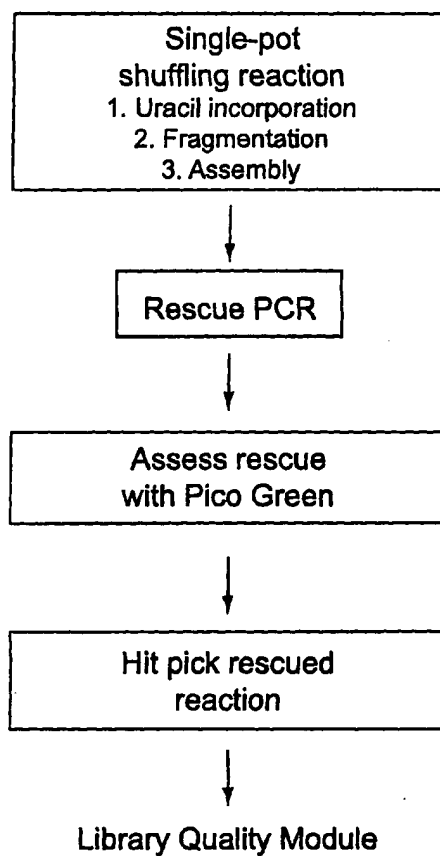 Single-pot
shuffling reaction
1. Uracil incorporation
2. Fragmentation
3. Assembly
Rescue PCR
Assess rescue
with Pico Green
Hit pick rescued
reaction
Library Quality Module